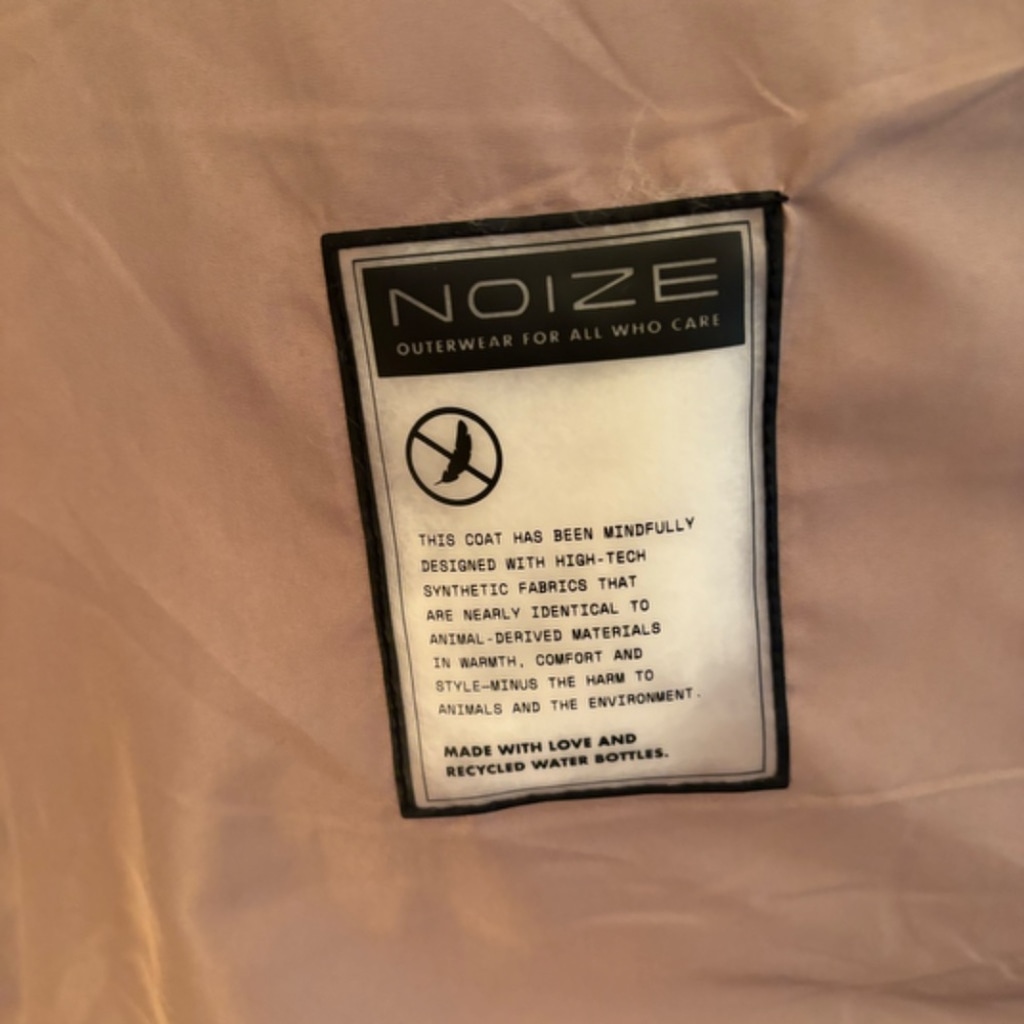 NOIZE
OUTERWEAR FOR ALL WHO CARE
THIS COAT HAS BEEN MINDFULLY
DESIGNED WITH HIGH-TECH
SYNTHETIC FABRICS THAT
ARE NEARLY IDENTICAL TO
ANIMAL-DERIVED MATERIALS
IN WARMTH, COMFORT AND
STYLE—MINUS THE HARM TO
ANIMALS AND THE ENVIRONMENT.
MADE WITH LOVE AND
RECYCLED WATER BOTTLES.